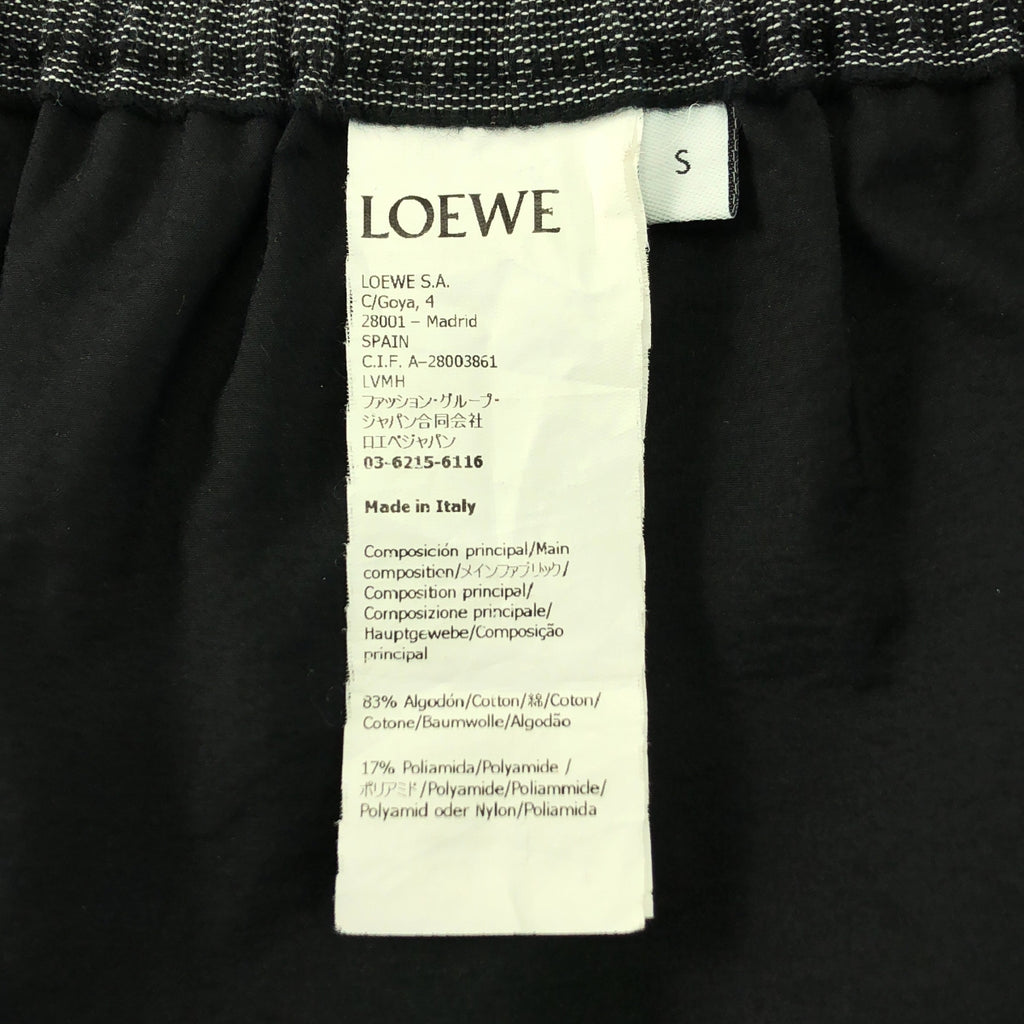 S
LOEWE
LOEWE S.A.
C/Goya, 4
28001 – Madrid
SPAIN
C.I.F. A-28003861
LVMH
ファッション・グループ・
ジャパン合同会社
ロエベジャパン
03-6215-6116
Made in Italy
Composición principal/Main
composition/メインファブリック/
Composition principal/
Composizione principale/
Hauptgewebe/Composição
principal
83% Algodón/Cotton/綿/Coton/
Cotone/Baumwolle/Algodão
17% Poliamida/Polyamide /
ポリアミド/Polyamide/Poliammide/
Polyamid oder Nylon/Poliamida